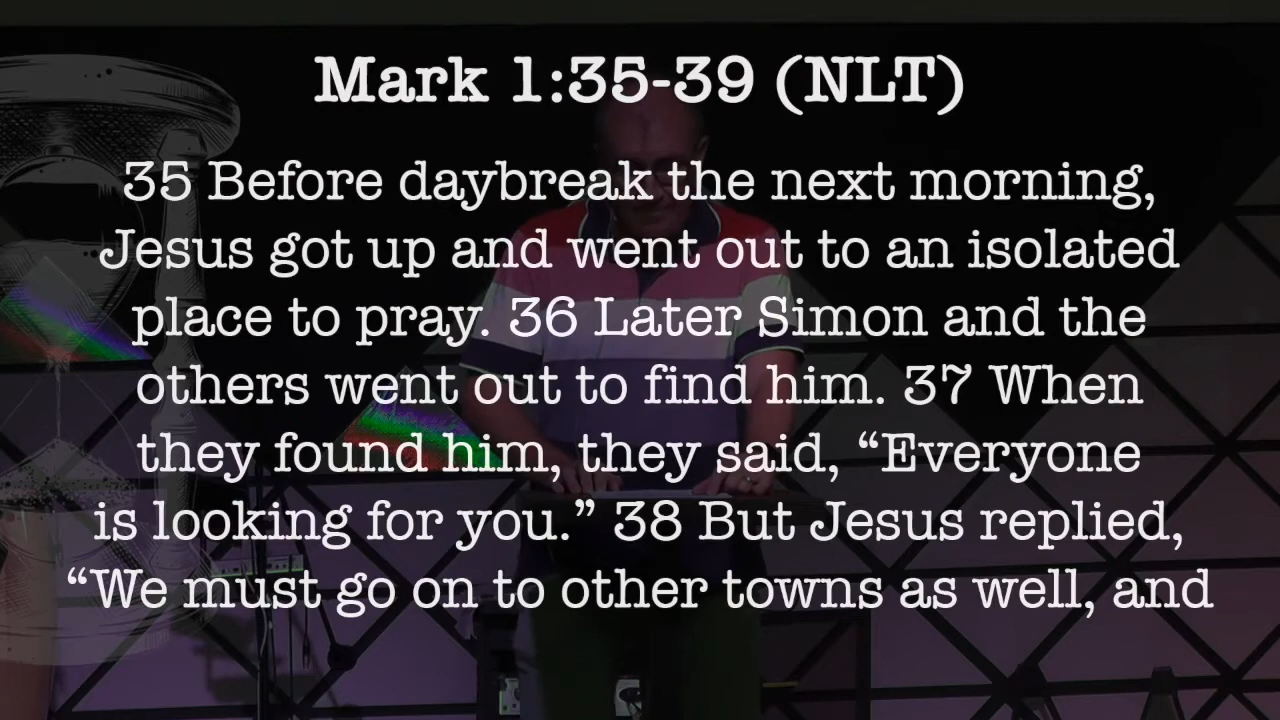 Mark 1:35-39 (NLT)
35 Before daybreak the next morning,
Jesus got up and went out to an isolated
place to pray. 36 Later Simon and the
others went out to find him. 37 When
they found him, they said, “Everyone
is looking for you.” 38 But Jesus replied,
“We must go on to other towns as well, and